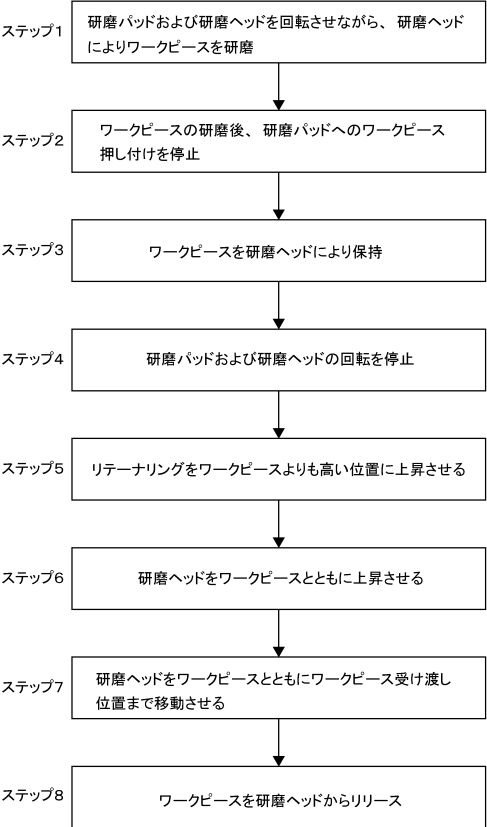 ステップ1
研磨パッドおよび研磨ヘッドを回転させながら、研磨ヘッド
によりワークピースを研磨
ステップ2
ワークピースの研磨後、研磨パッドへのワークピース
押し付けを停止
ステップ3
ワークピースを研磨ヘッドにより保持
ステップ4
研磨パッドおよび研磨ヘッドの回転を停止
ステップ5
リテーナリングをワークピースよりも高い位置に上昇させる
ステップ6
研磨ヘッドをワークピースとともに上昇させる
ステップ7
研磨ヘッドをワークピースとともにワークピース受け渡し
位置まで移動させる
ステップ8
ワークピースを研磨ヘッドからリリース